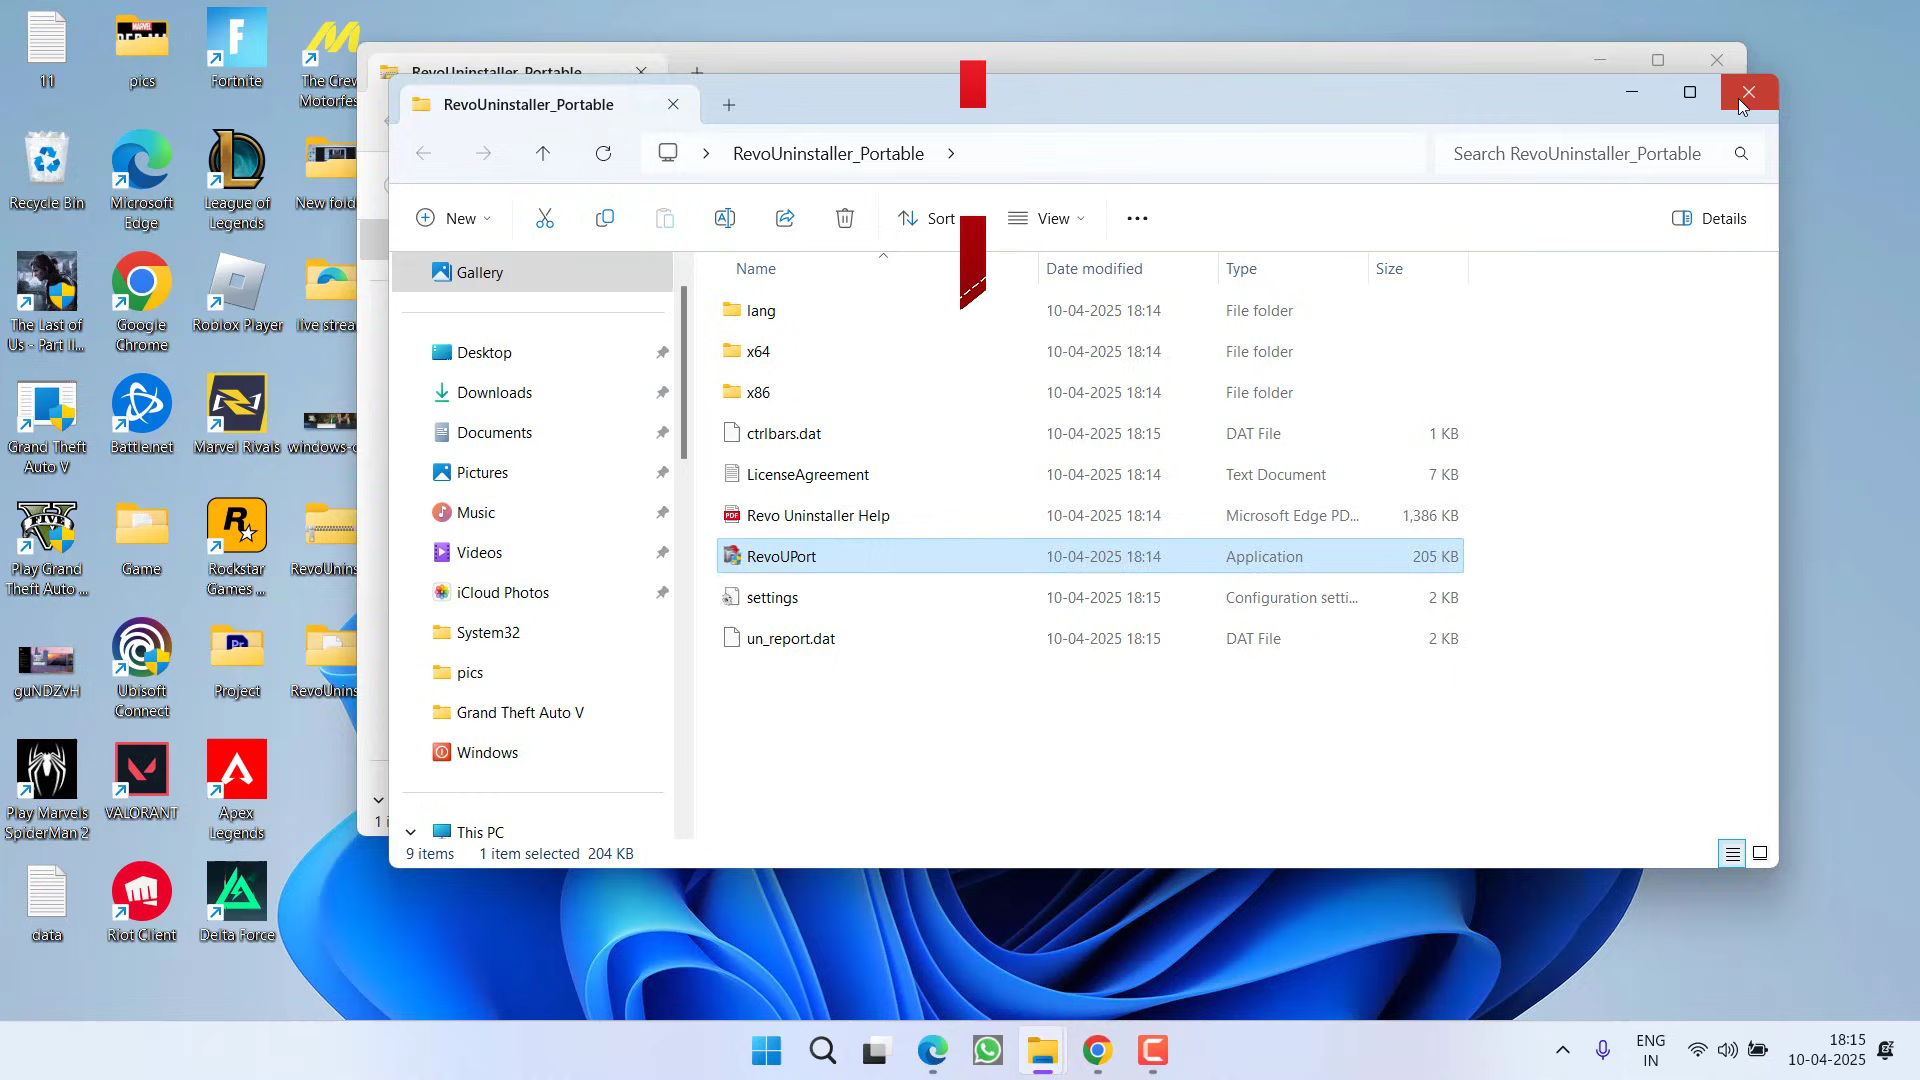 11
pics
Fortnite
The Crew
Motorfes
Recycle Bin
Microsoft
Edge
League of
Legends
New fold
The Last of
Us - Part II...
Google
Chrome
Roblox Player
live strea
Grand Theft
Auto V
Battle.net
Marvel Rivals
windows-c
Play Grand
Theft Auto ...
Game
Rockstar
Games ...
RevoUnins
guNDZvH
Ubisoft
Connect
Project
RevoUnins
Play Marvels
SpiderMan 2
VALORANT
Apex
Legends
data
Riot Client
Delta Force
RevoUninstaller_Portable
RevoUninstaller_Portable
RevoUninstaller_Portable
Search RevoUninstaller_Portable
New
Sort
View
Details
Gallery
Desktop
Downloads
Documents
Pictures
Music
Videos
iCloud Photos
System32
pics
Grand Theft Auto V
Windows
This PC
Name Date modified Type Size
lang 10-04-2025 18:14 File folder
x64 10-04-2025 18:14 File folder
x86 10-04-2025 18:14 File folder
ctrlbars.dat 10-04-2025 18:15 DAT File 1 KB
LicenseAgreement 10-04-2025 18:14 Text Document 7 KB
Revo Uninstaller Help 10-04-2025 18:14 Microsoft Edge PD... 1,386 KB
RevoUPort 10-04-2025 18:14 Application 205 KB
settings 10-04-2025 18:15 Configuration setti... 2 KB
un_report.dat 10-04-2025 18:15 DAT File 2 KB
9 items 1 item selected 204 KB
1 i
ENG
IN
18:15
10-04-2025